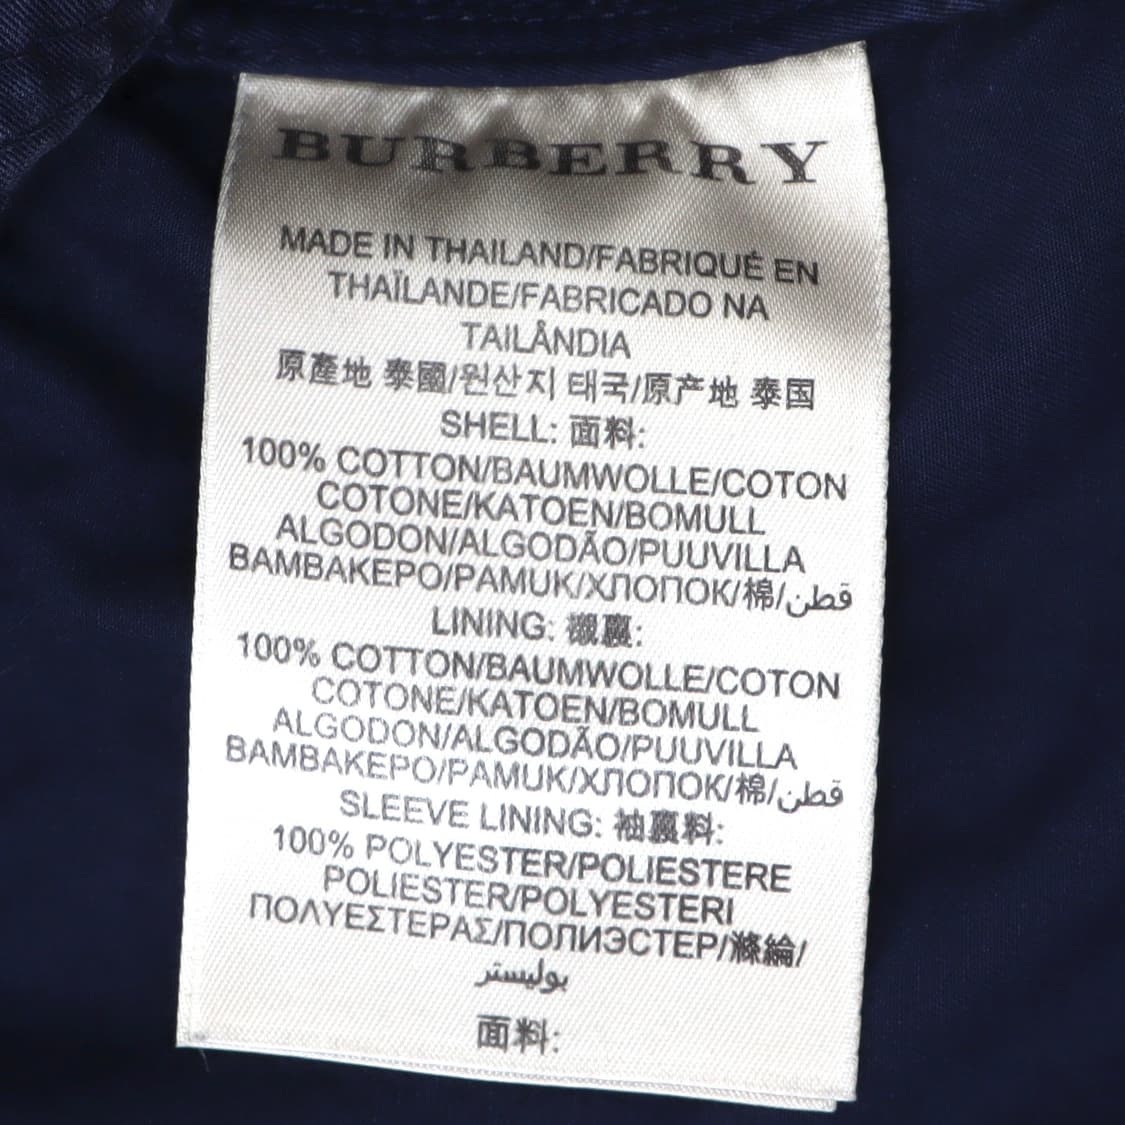 BURBERRY
MADE IN THAILAND/FABRIQUÉ EN
THAÏLANDE/FABRICADO NA
TAILÂNDIA
原產地 泰國/원산지 태국/原产地 泰国
SHELL: 面料:
100% COTTON/BAUMWOLLE/COTON
COTONE/KATOEN/BOMULL
ALGODON/ALGODÃO/PUUVILLA
BAMBAKEPO/PAMUK/ХЛОПОК/棉/قطن
LINING: 襯裏:
100% COTTON/BAUMWOLLE/COTON
COTONE/KATOEN/BOMULL
ALGODON/ALGODÃO/PUUVILLA
BAMBAKEPO/PAMUK/ХЛОПОК/棉/قطن
SLEEVE LINING: 袖裏料:
100% POLYESTER/POLIESTERE
POLIESTER/POLYESTERI
ΠΟΛΥΕΣΤΕΡΑΣ/ПОЛИЭСТЕР/滌綸/
بوليستر
面料: